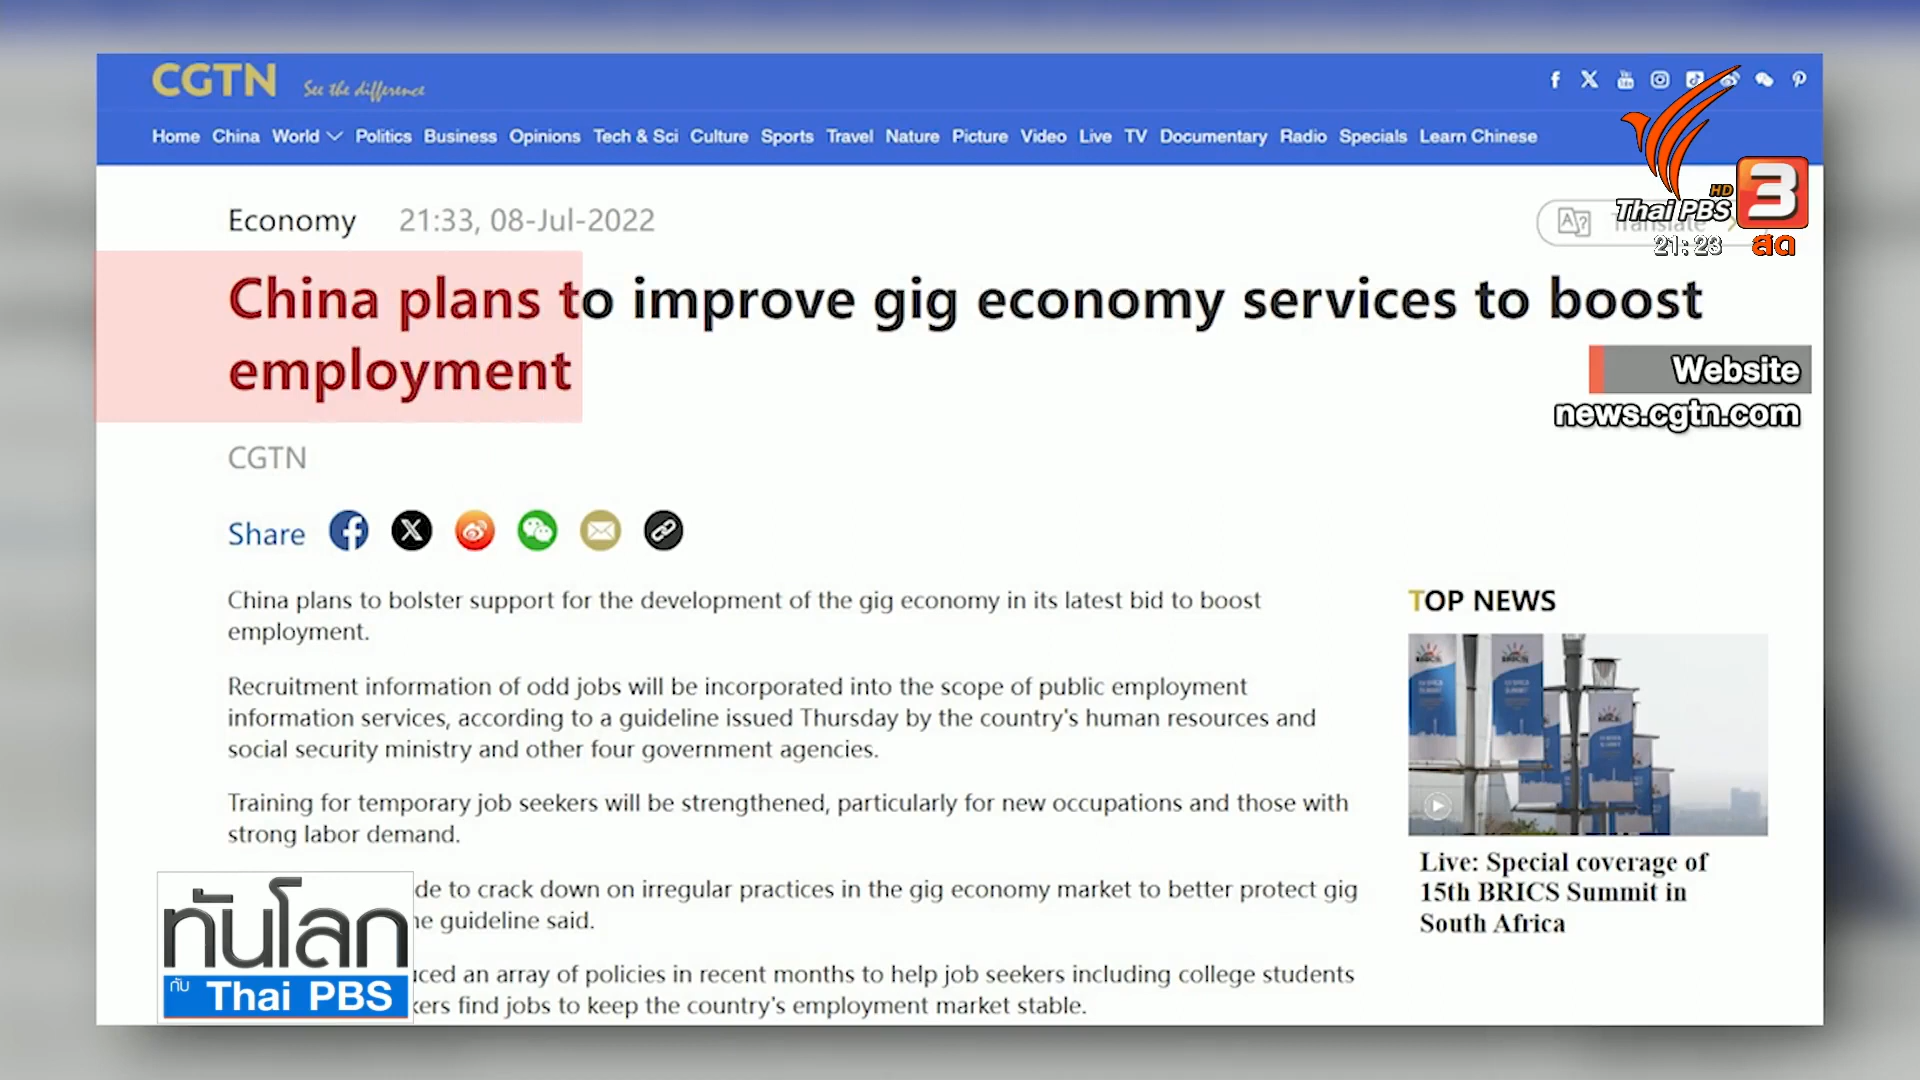 CGTN See the difference
Home China World Politics Business Opinions Tech & Sci Culture Sports Travel Nature Picture Video Live TV Documentary Radio Specials Learn Chinese
Economy 21:33, 08-Jul-2022
Translate
HD
Thai PBS 3
21:23 สด
China plans to improve gig economy services to boost
employment
Website
news.cgtn.com
CGTN
Share
China plans to bolster support for the development of the gig economy in its latest bid to boost
employment.
Recruitment information of odd jobs will be incorporated into the scope of public employment
information services, according to a guideline issued Thursday by the country's human resources and
social security ministry and other four government agencies.
Training for temporary job seekers will be strengthened, particularly for new occupations and those with
strong labor demand.
to crack down on irregular practices in the gig economy market to better protect gig
guideline said.
an array of policies in recent months to help job seekers including college students
find jobs to keep the country's employment market stable.
TOP NEWS
Live: Special coverage of
15th BRICS Summit in
South Africa
ทันโลก
กับ Thai PBS